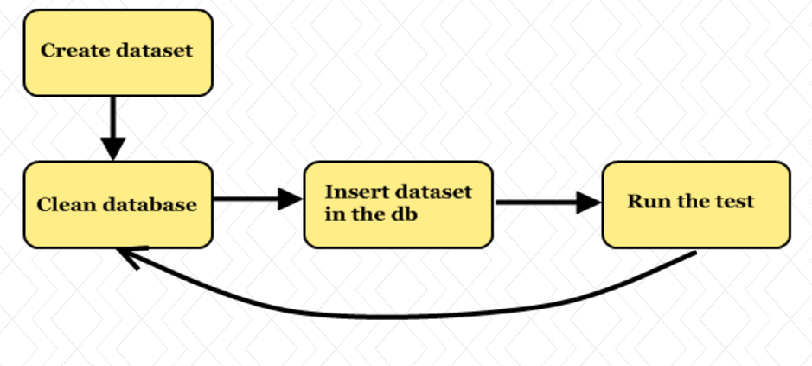 Create dataset
Clean database
Insert dataset
in the db
Run the test